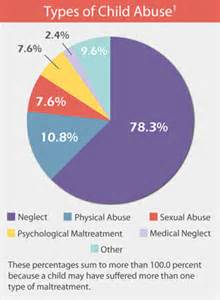 Types of Child Abuse¹
2.4%
7.6%
9.6%
7.6%
10.8%
78.3%
Neglect Physical Abuse Sexual Abuse
Psychological Maltreatment Medical Neglect
Other
These percentages sum to more than 100.0 percent
because a child may have suffered more than one
type of maltreatment.